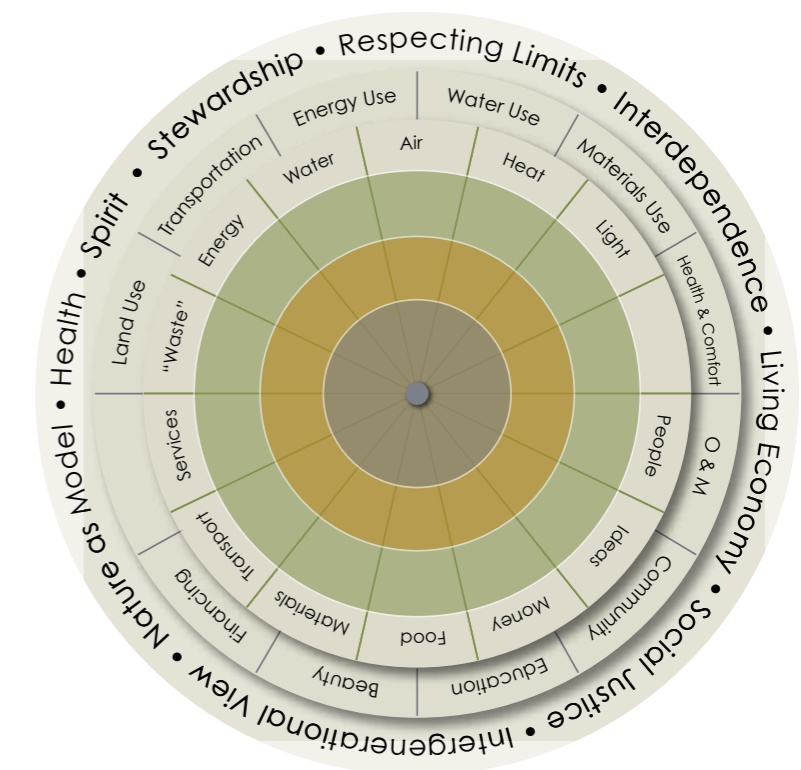 Respecting Limits • Interdependence • Living Economy • Social Justice • Intergenerational View • Nature as Model • Health • Spirit • Stewardship •
Energy Use
Water Use
Materials Use
Health & Comfort
O & M
Community
Education
Beauty
Financing
Land Use
Transportation
Air
Heat
Light
People
Ideas
Money
Food
Materials
Transport
Services
"Waste"
Energy
Water